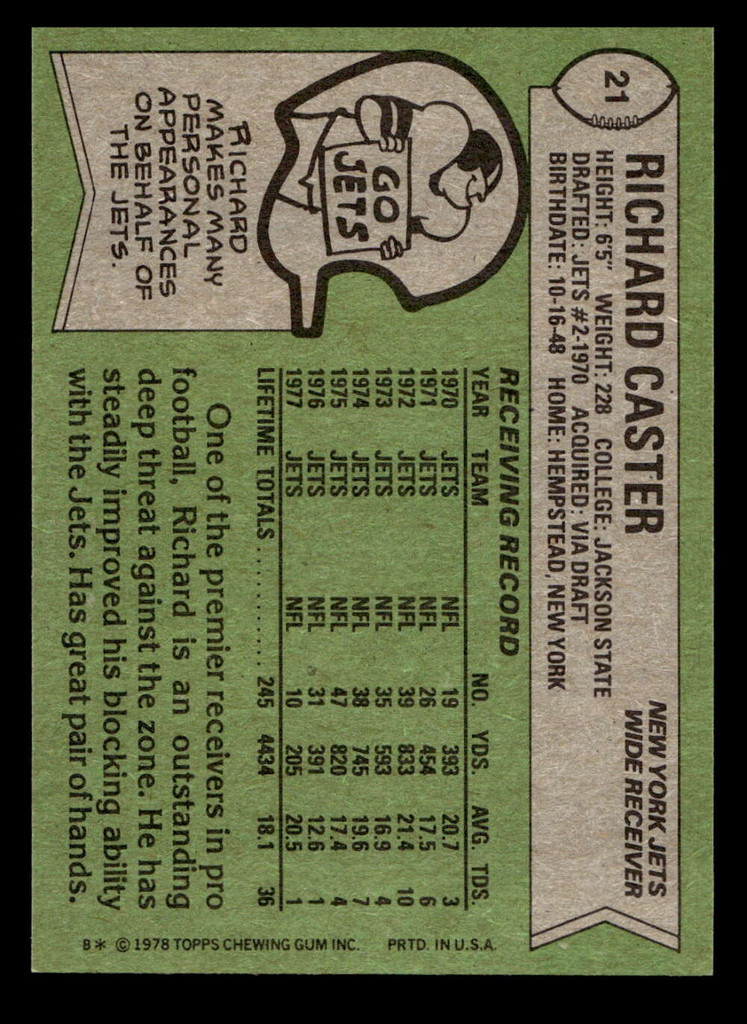 21
RICHARD CASTER
NEW YORK JETS
WIDE RECEIVER
HEIGHT: 6'5" WEIGHT: 228 COLLEGE: JACKSON STATE
DRAFTED: JETS #2-1970 ACQUIRED: VIA DRAFT
BIRTHDATE: 10-16-48 HOME: HEMPSTEAD, NEW YORK
GO
JETS
RICHARD
MAKES MANY
PERSONAL
APPEARANCES
ON BEHALF OF
THE JETS.
RECEIVING RECORD
YEAR TEAM NO. YDS. AVG. TDS.
1970 JETS NFL 19 393 20.7 3
1971 JETS NFL 26 454 17.5 6
1972 JETS NFL 39 833 21.4 10
1973 JETS NFL 35 593 16.9 4
1974 JETS NFL 38 745 19.6 7
1975 JETS NFL 47 820 17.4 4
1976 JETS NFL 31 391 12.6 1
1977 JETS NFL 10 205 20.5 1
LIFETIME TOTALS .......... 245 4434 18.1 36
One of the premier receivers in pro
football, Richard is an outstanding
deep threat against the zone. He has
steadily improved his blocking ability
with the Jets. Has great pair of hands.
B* © 1978 TOPPS CHEWING GUM INC. PRTD. IN U.S.A.